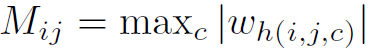 M_{ij} = max_c |w_{h(i,j,c)}|